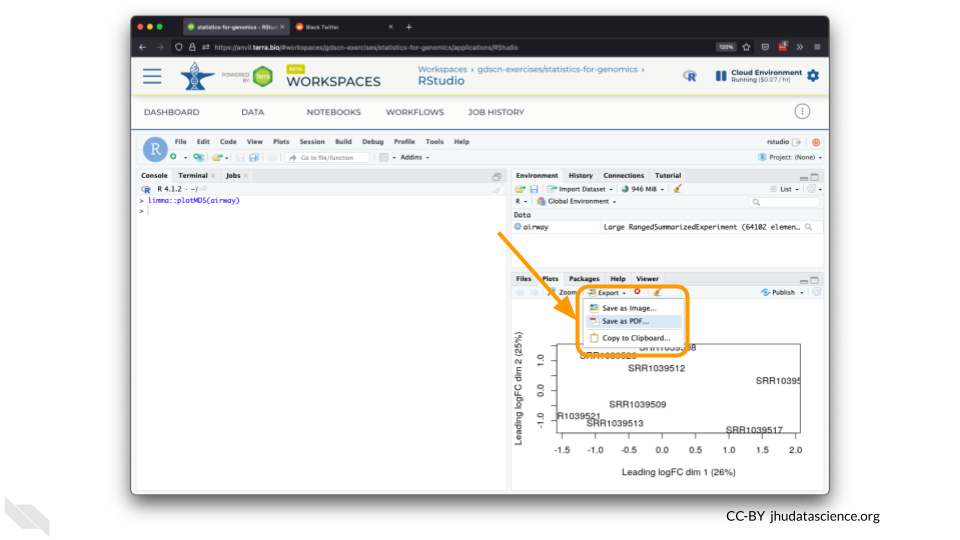 statistics-for-genomics - RStudi × Black Twitter × +
https://anvil.terra.bio/#workspaces/gdscn-exercises/statistics-for-genomics/applications/RStudio 120%
POWERED BY Terra BETA WORKSPACES
Workspaces › gdscn-exercises/statistics-for-genomics ›
RStudio
Cloud Environment
Running ($0.07 / hr)
DASHBOARD DATA NOTEBOOKS WORKFLOWS JOB HISTORY
R File Edit Code View Plots Session Build Debug Profile Tools Help rstudio
Go to file/function Addins Project: (None)
Console Terminal × Jobs ×
R 4.1.2 · ~/
> limma::plotMDS(airway)
>
Environment History Connections Tutorial
Import Dataset 946 MiB List
R Global Environment
Data
airway Large RangedSummarizedExperiment (64102 elemen…
Files Plots Packages Help Viewer
Zoom Export Publish
Save as Image...
Save as PDF...
Copy to Clipboard...
SRR1039512
SRR1039509
R1039521
SRR1039513
SRR1039517
SRR10395
Leading logFC dim 2 (25%)
1.0
0.0
-1.0
-1.5 -1.0 -0.5 0.0 0.5 1.0 1.5 2.0
Leading logFC dim 1 (26%)
CC-BY jhudatascience.org